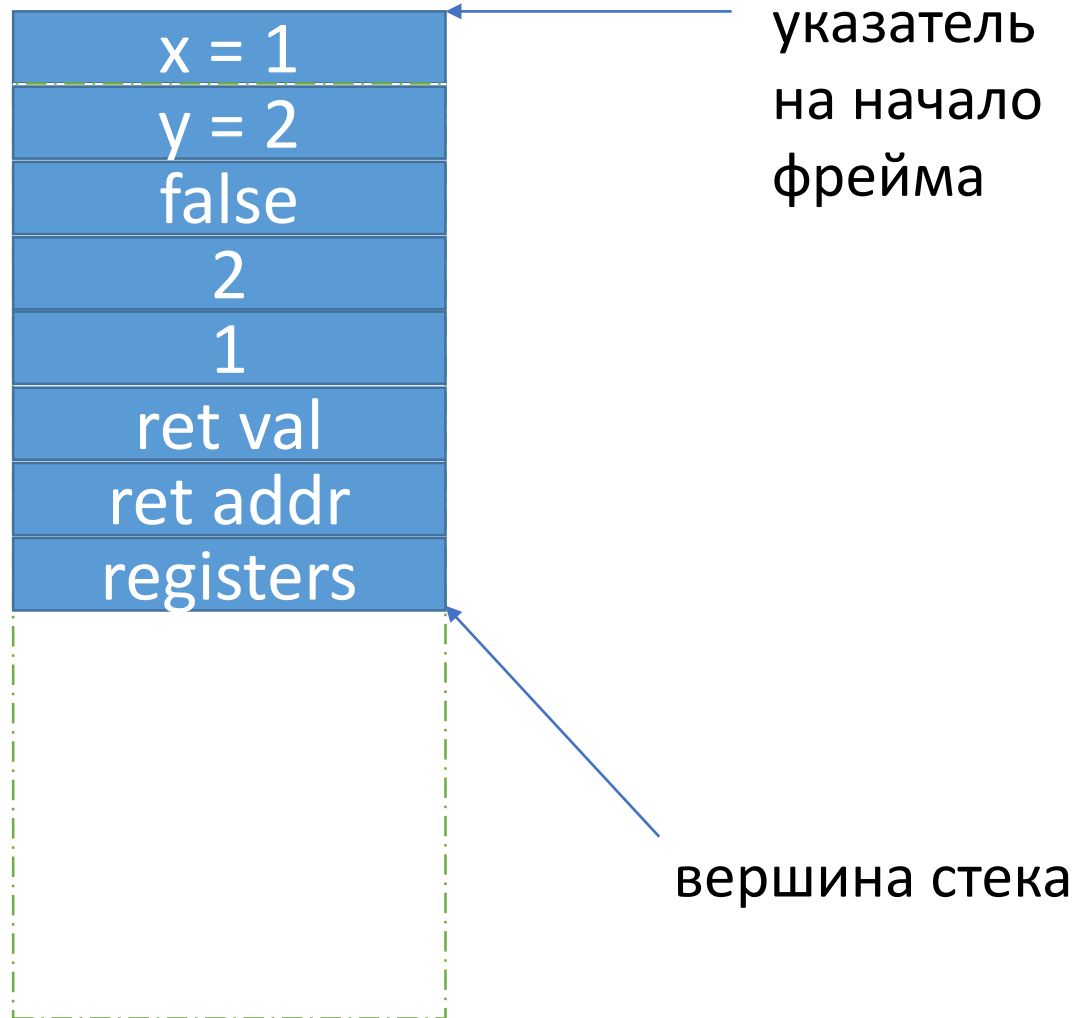 x = 1
y = 2
false
2
1
ret val
ret addr
registers
указатель
на начало
фрейма
вершина стека